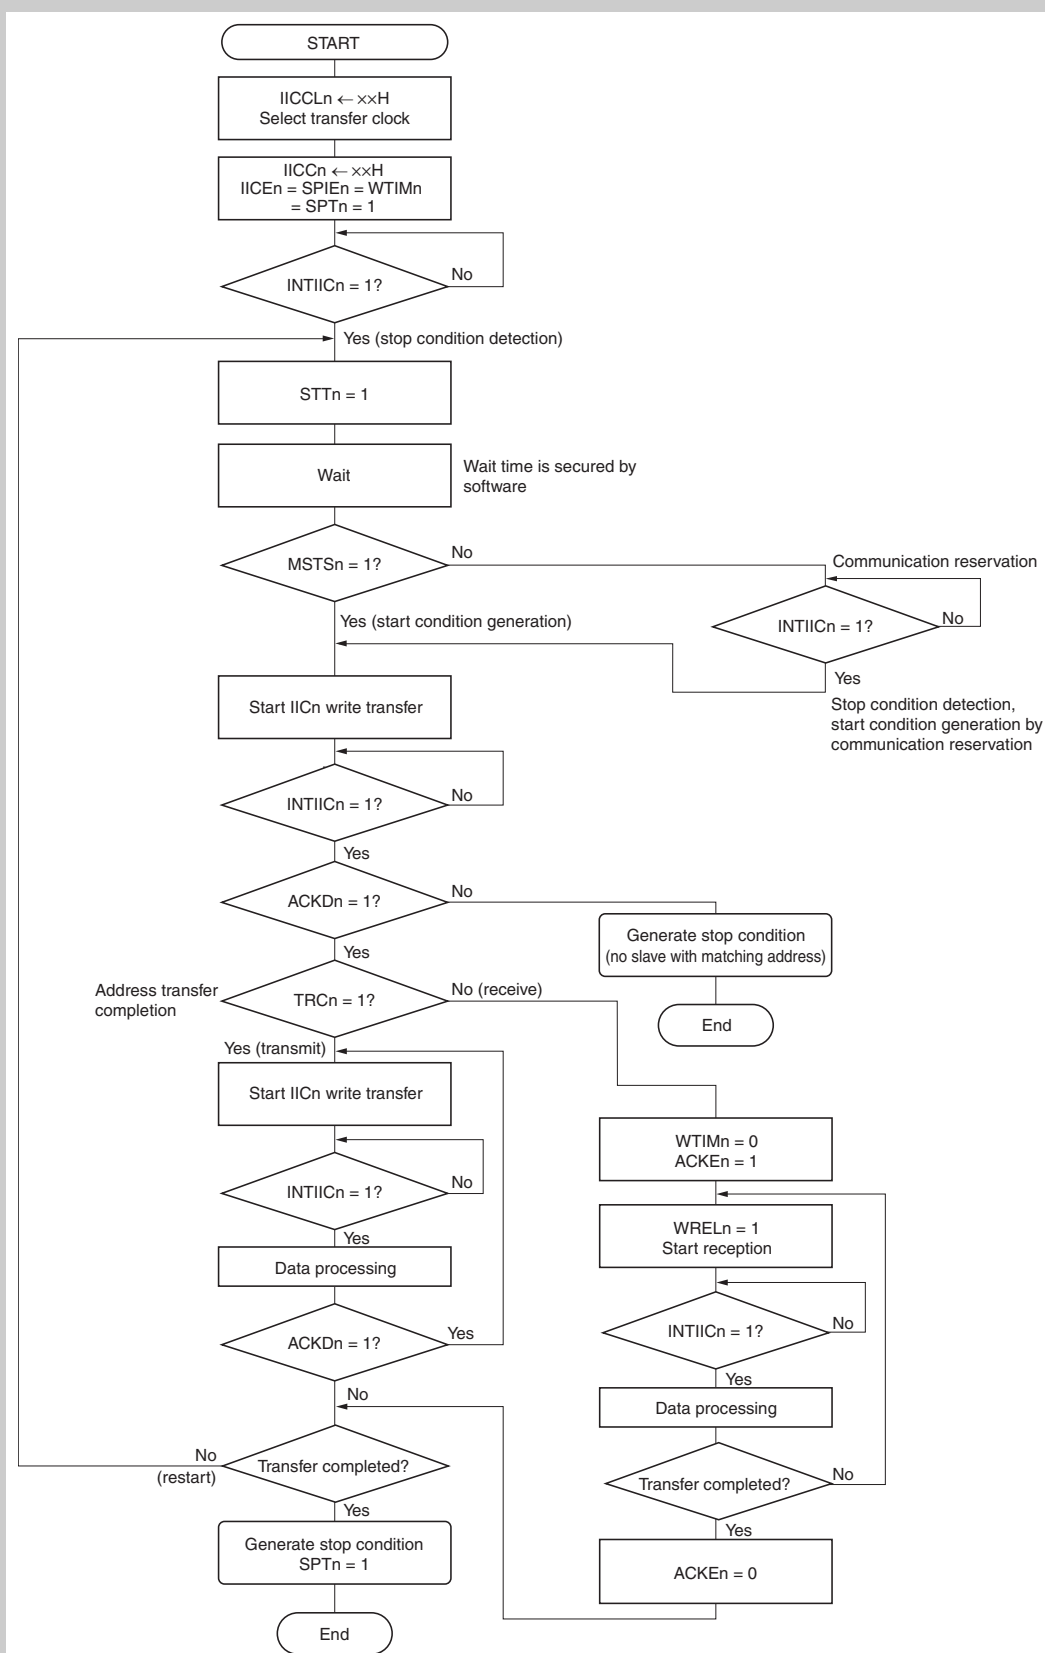 START
IICCLn ← ××H
Select transfer clock
IICCn ← ××H
IICEn = SPIEn = WTIMn
= SPTn = 1
INTIICn = 1?
No
Yes (stop condition detection)
STTn = 1
Wait
Wait time is secured by
software
MSTSn = 1?
No
Communication reservation
INTIICn = 1?
No
Yes (start condition generation)
Yes
Stop condition detection,
start condition generation by
communication reservation
Start IICn write transfer
INTIICn = 1?
No
Yes
ACKDn = 1?
No
Generate stop condition
(no slave with matching address)
End
Yes
Address transfer
completion
TRCn = 1?
No (receive)
Yes (transmit)
Start IICn write transfer
INTIICn = 1?
No
Yes
Data processing
ACKDn = 1?
Yes
No
WTIMn = 0
ACKEn = 1
WRELn = 1
Start reception
INTIICn = 1?
No
Yes
Data processing
Transfer completed?
No
Yes
ACKEn = 0
No
(restart)
Transfer completed?
Yes
Generate stop condition
SPTn = 1
End